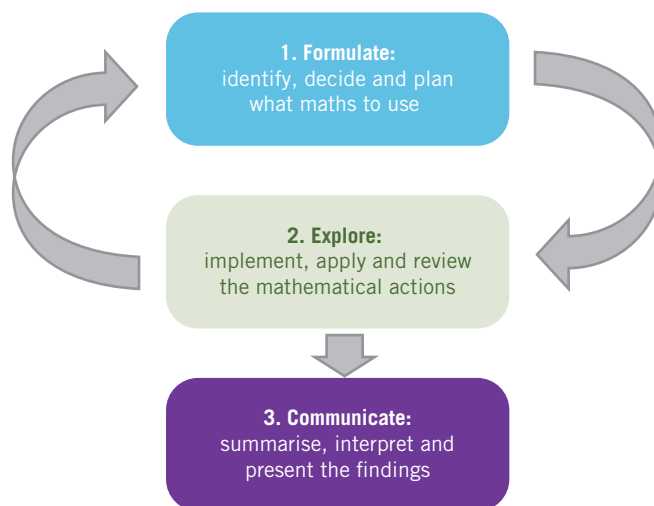 1. Formulate:
identify, decide and plan
what maths to use
2. Explore:
implement, apply and review
the mathematical actions
3. Communicate:
summarise, interpret and
present the findings